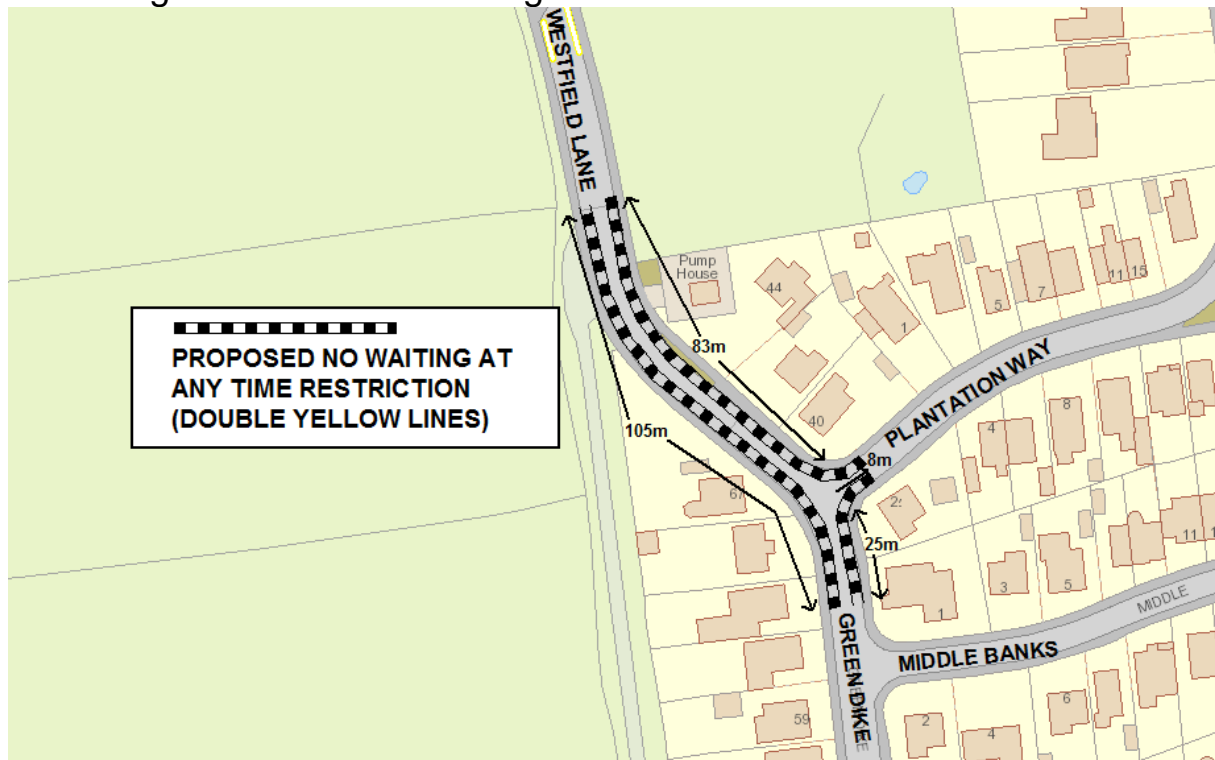 WESTFIELD LANE
Pump
House
44
1
5
7
11 15
83m
PROPOSED NO WAITING AT
ANY TIME RESTRICTION
(DOUBLE YELLOW LINES)
PLANTATION WAY
40
105m
8
4
8m
67
25m
11
3
5
1
MIDDLE
MIDDLE BANKS
GREEN DIKE
59
2
4
6